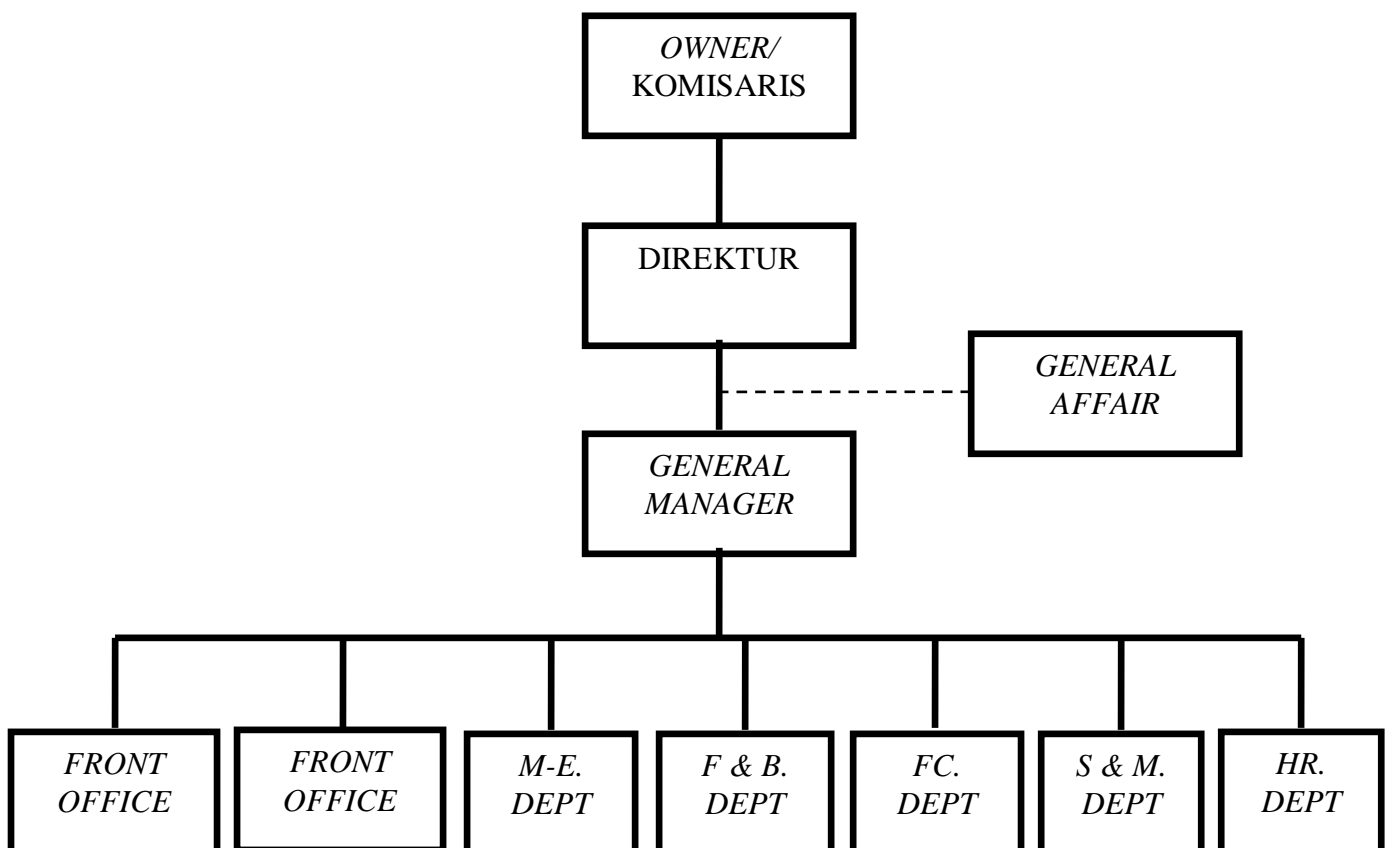 OWNER/
KOMISARIS
DIREKTUR
GENERAL
AFFAIR
GENERAL
MANAGER
FRONT
OFFICE
FRONT
OFFICE
M-E.
DEPT
F & B.
DEPT
FC.
DEPT
S & M.
DEPT
HR.
DEPT